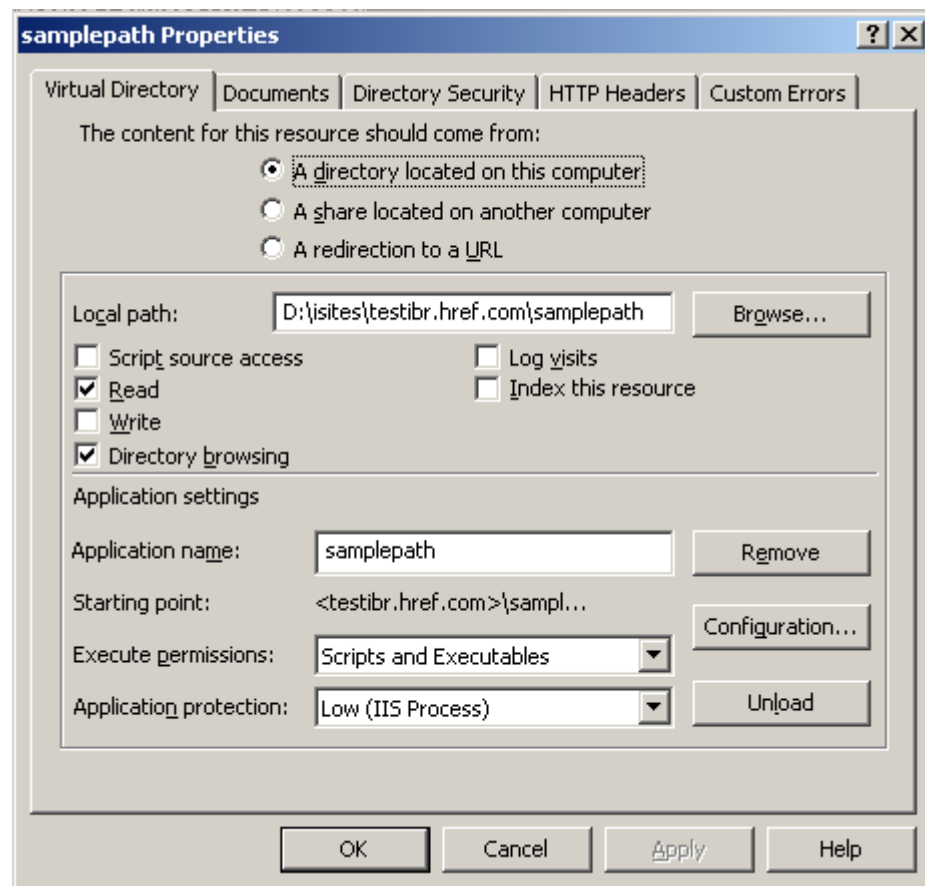 samplepath Properties
Virtual Directory Documents Directory Security HTTP Headers Custom Errors
The content for this resource should come from:
A directory located on this computer
A share located on another computer
A redirection to a URL
Local path: D:\isites\testibr.href.com\samplepath Browse...
Script source access Log visits
Read Index this resource
Write
Directory browsing
Application settings
Application name: samplepath Remove
Starting point: <testibr.href.com>\sampl...
Configuration...
Execute permissions: Scripts and Executables
Application protection: Low (IIS Process) Unload
OK Cancel Apply Help